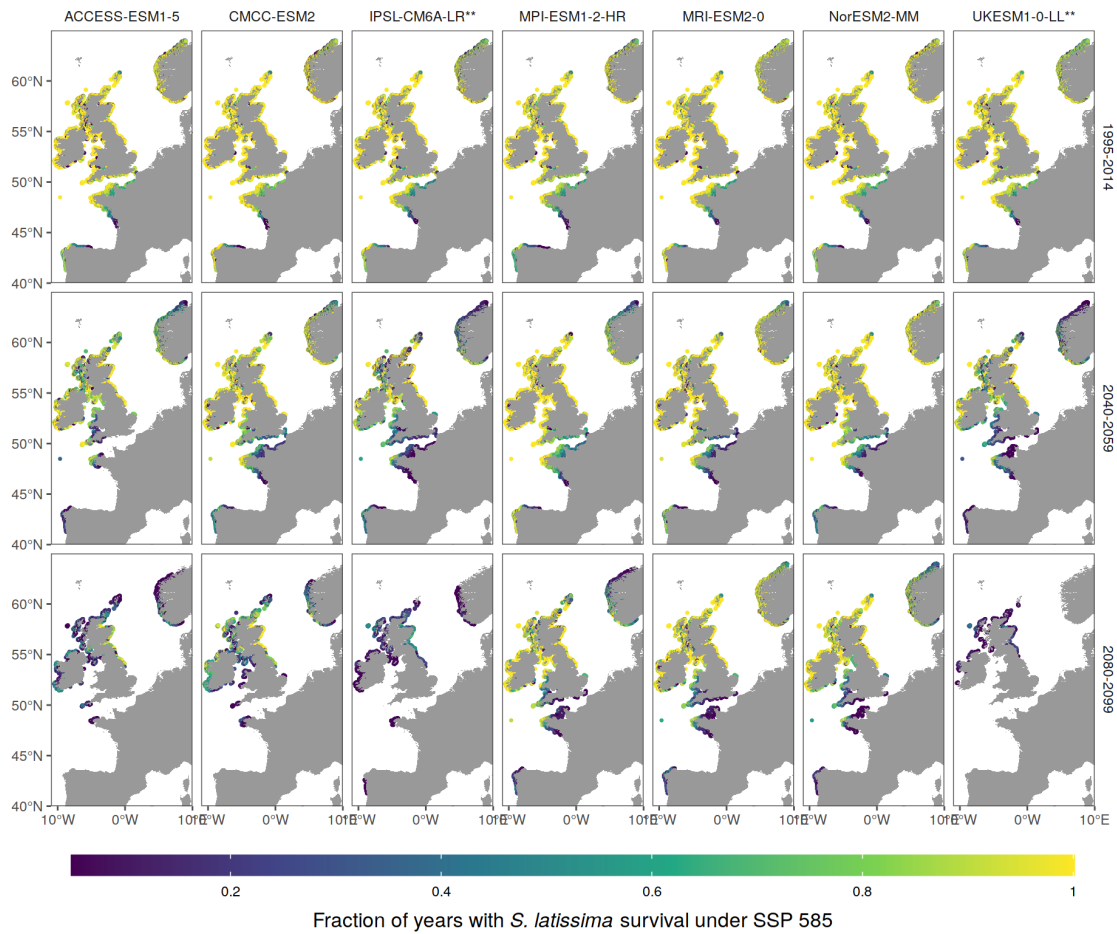 ACCESS-ESM1-5 CMCC-ESM2 IPSL-CM6A-LR** MPI-ESM1-2-HR MRI-ESM2-0 NorESM2-MM UKESM1-0-LL**
60°N
55°N
50°N
45°N
40°N
1995-2014
60°N
55°N
50°N
45°N
40°N
2040-2059
60°N
55°N
50°N
45°N
40°N
2080-2099
10°W 0°W 10°E 10°W 0°W 10°E 10°W 0°W 10°E 10°W 0°W 10°E 10°W 0°W 10°E 10°W 0°W 10°E 10°W 0°W 10°E
0.2 0.4 0.6 0.8 1
Fraction of years with S. latissima survival under SSP 585